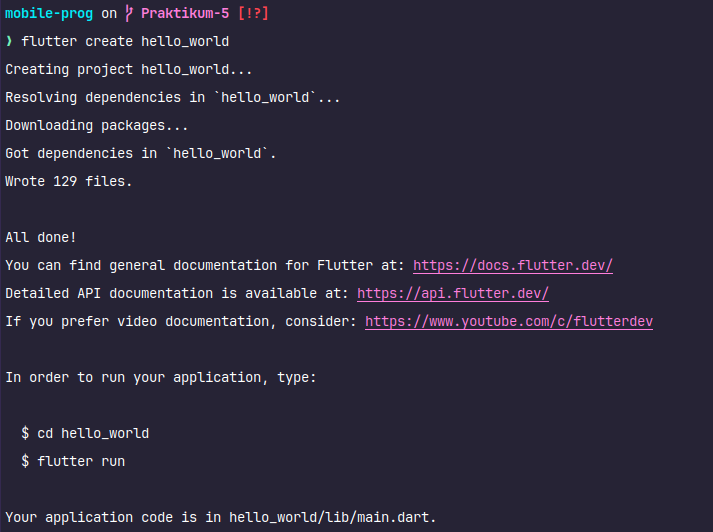 mobile-prog on Praktikum-5 [!?]
❯ flutter create hello_world
Creating project hello_world...
Resolving dependencies in `hello_world`...
Downloading packages...
Got dependencies in `hello_world`.
Wrote 129 files.
All done!
You can find general documentation for Flutter at: https://docs.flutter.dev/
Detailed API documentation is available at: https://api.flutter.dev/
If you prefer video documentation, consider: https://www.youtube.com/c/flutterdev
In order to run your application, type:
$ cd hello_world
$ flutter run
Your application code is in hello_world/lib/main.dart.